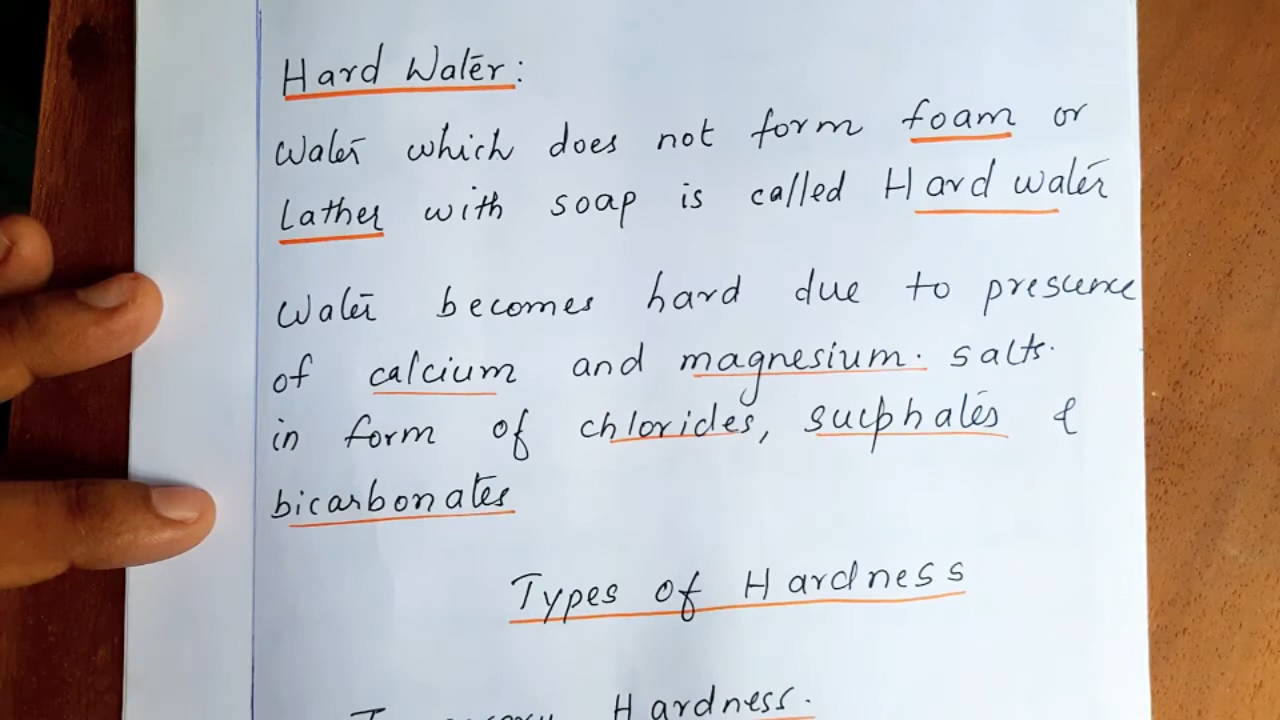 Hard Water:
Water which does not form foam or
Lather with soap is called Hard water
Water becomes hard due to prescence
of calcium and magnesium. salts.
in form of chlorides, sulphates &
bicarbonates
Types of Hardness
Hardness.